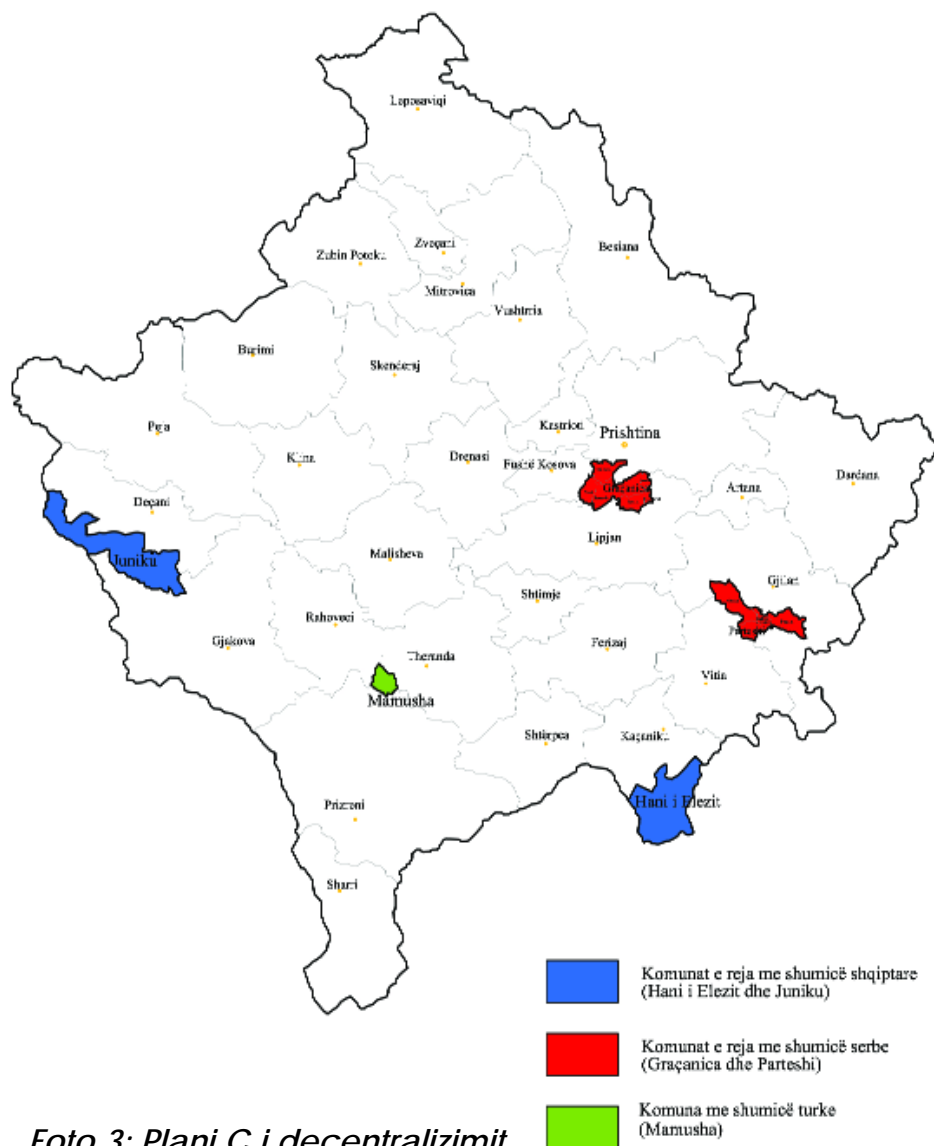 Leposaviqi
Zveçani
Zubin Potoku
Besiana
Mitrovica
Vushtrria
Burimi
Skenderaj
Kastrioti
Peja
Prishtina
Drenasi
Klina
Fushë Kosova
Dardana
Graçanica
Artana
Deçani
Lipjan
Juniku
Malisheva
Gjilan
Shtimje
Rahoveci
Gjakova
Ferizaj
Theranda
Vitia
Mamusha
Shtërpca
Kaçaniku
Hani i Elezit
Prizreni
Sharri
Komunat e reja me shumicë shqiptare
(Hani i Elezit dhe Juniku)
Komunat e reja me shumicë serbe
(Graçanica dhe Parteshi)
Komuna me shumicë turke
(Mamusha)
Foto 3: Plani C i decentralizimit